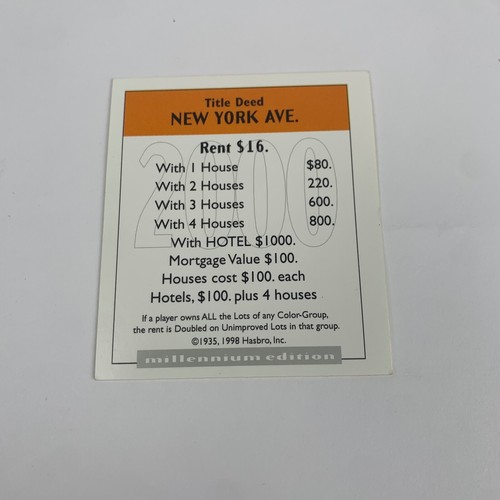 Title Deed
NEW YORK AVE.
2000
Rent $16.
With 1 House $80.
With 2 Houses 220.
With 3 Houses 600.
With 4 Houses 800.
With HOTEL $1000.
Mortgage Value $100.
Houses cost $100. each
Hotels, $100. plus 4 houses
If a player owns ALL the Lots of any Color-Group,
the rent is Doubled on Unimproved Lots in that group.
©1935, 1998 Hasbro, Inc.
millennium edition